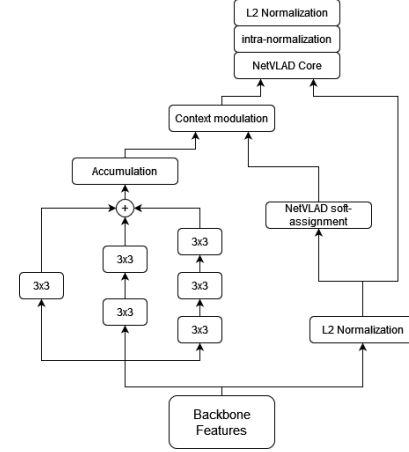 L2 Normalization
intra-normalization
NetVLAD Core
Context modulation
Accumulation
+
NetVLAD soft-
assignment
3x3
3x3
3x3
3x3
3x3
3x3
L2 Normalization
Backbone
Features